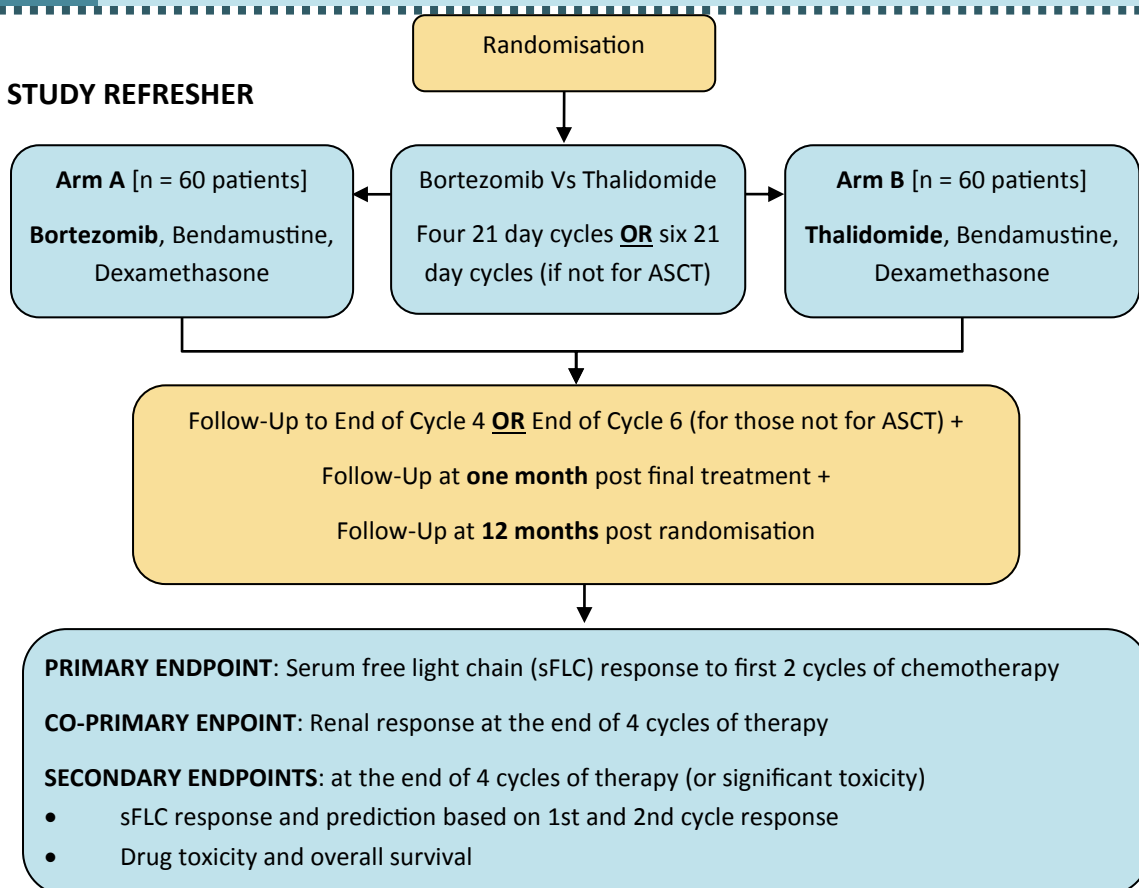 Randomisation
STUDY REFRESHER
Arm A [n = 60 patients]
Bortezomib, Bendamustine,
Dexamethasone
Bortezomib Vs Thalidomide
Four 21 day cycles OR six 21
day cycles (if not for ASCT)
Arm B [n = 60 patients]
Thalidomide, Bendamustine,
Dexamethasone
Follow-Up to End of Cycle 4 OR End of Cycle 6 (for those not for ASCT) +
Follow-Up at one month post final treatment +
Follow-Up at 12 months post randomisation
PRIMARY ENDPOINT: Serum free light chain (sFLC) response to first 2 cycles of chemotherapy
CO-PRIMARY ENPOINT: Renal response at the end of 4 cycles of therapy
SECONDARY ENDPOINTS: at the end of 4 cycles of therapy (or significant toxicity)
• sFLC response and prediction based on 1st and 2nd cycle response
• Drug toxicity and overall survival